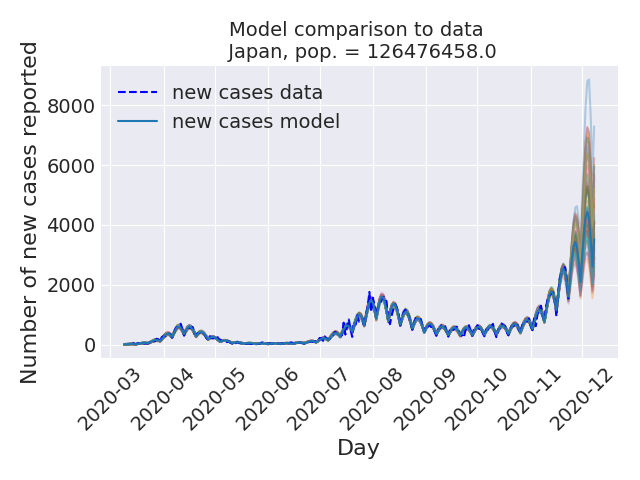 Model comparison to data
Japan, pop. = 126476458.0
Number of new cases reported
8000
6000
4000
2000
0
new cases data
new cases model
2020-03
2020-04
2020-05
2020-06
2020-07
2020-08
2020-09
2020-10
2020-11
2020-12
Day